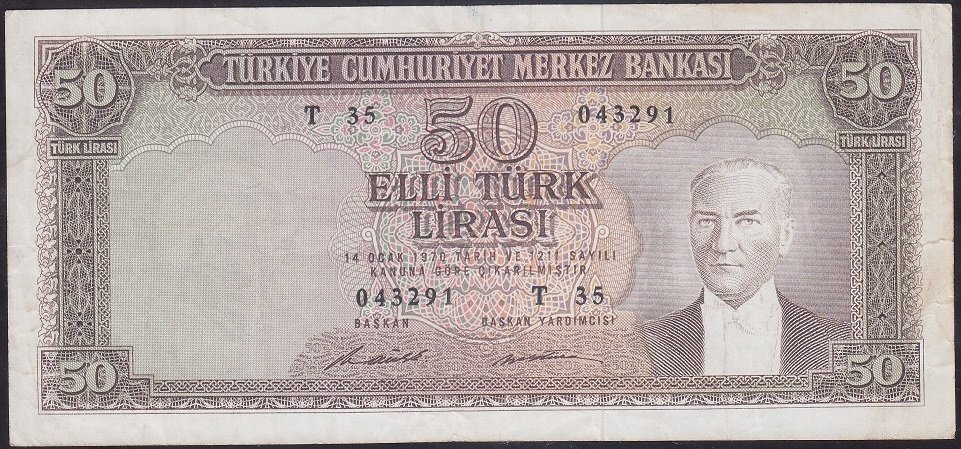 50 TÜRKİYE CUMHURİYET MERKEZ BANKASI 50
T 35 50 043291
TÜRK LİRASI TÜRK LİRASI
ELLİ TÜRK
LİRASI
14 OCAK 1970 TARİH VE 1211 SAYILI
KANUNA GÖRE ÇIKARILMIŞTIR
043291 T 35
BAŞKAN BAŞKAN YARDIMCISI
50 50